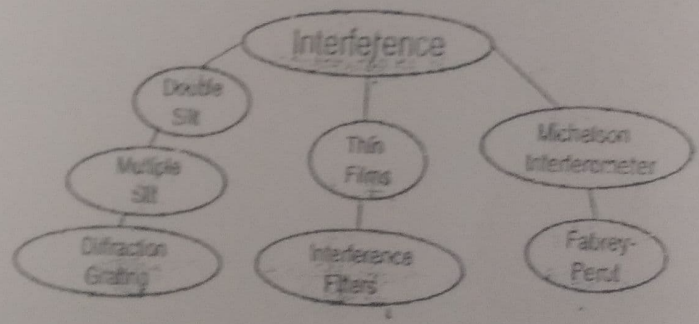 Interference
Double
Slit
Multiple
Slit
Diffraction
Grating
Thin
Films
Interference
Filters
Michelson
Interferometer
Fabrey-
Perot